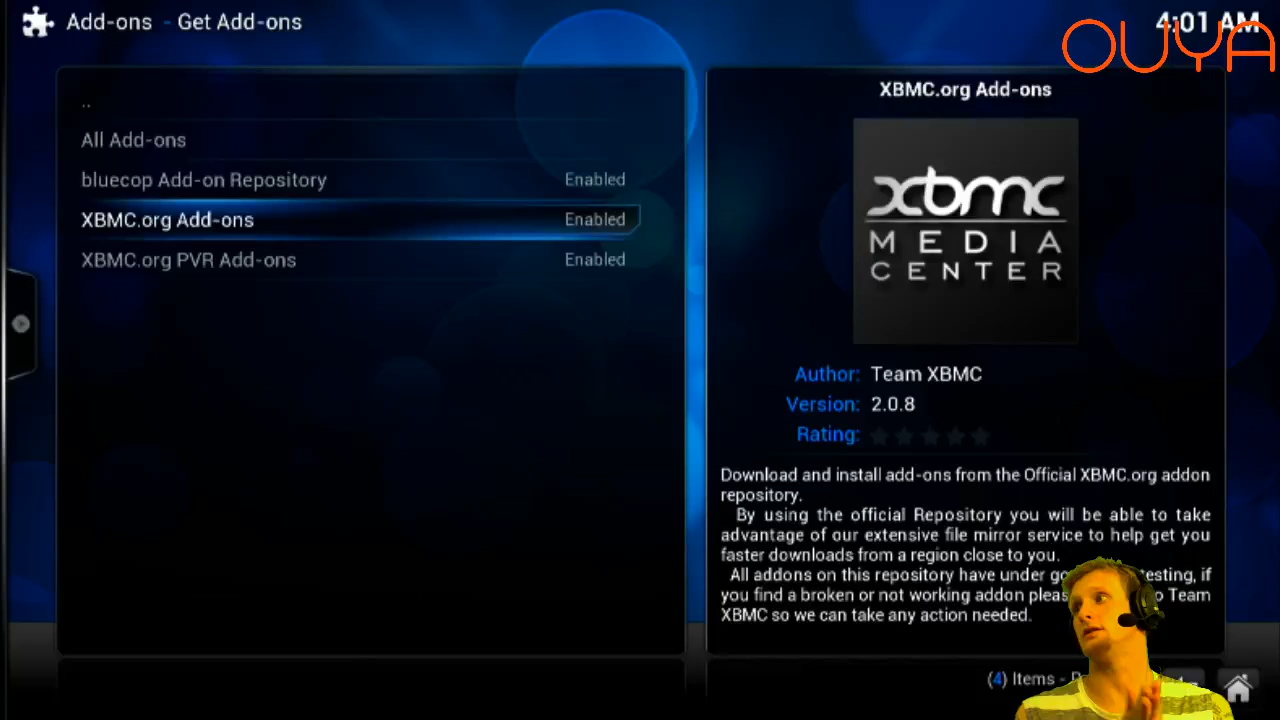 Add-ons - Get Add-ons
4:01 AM
OUYA
..
All Add-ons
bluecop Add-on Repository Enabled
XBMC.org Add-ons Enabled
XBMC.org PVR Add-ons Enabled
XBMC.org Add-ons
xbmc
MEDIA
CENTER
Author: Team XBMC
Version: 2.0.8
Rating:
Download and install add-ons from the Official XBMC.org addon
repository.
By using the official Repository you will be able to take
advantage of our extensive file mirror service to help get you
faster downloads from a region close to you.
All addons on this repository have under testing, if
you find a broken or not working addon Team
XBMC so we can take any action needed.
(4) Items -